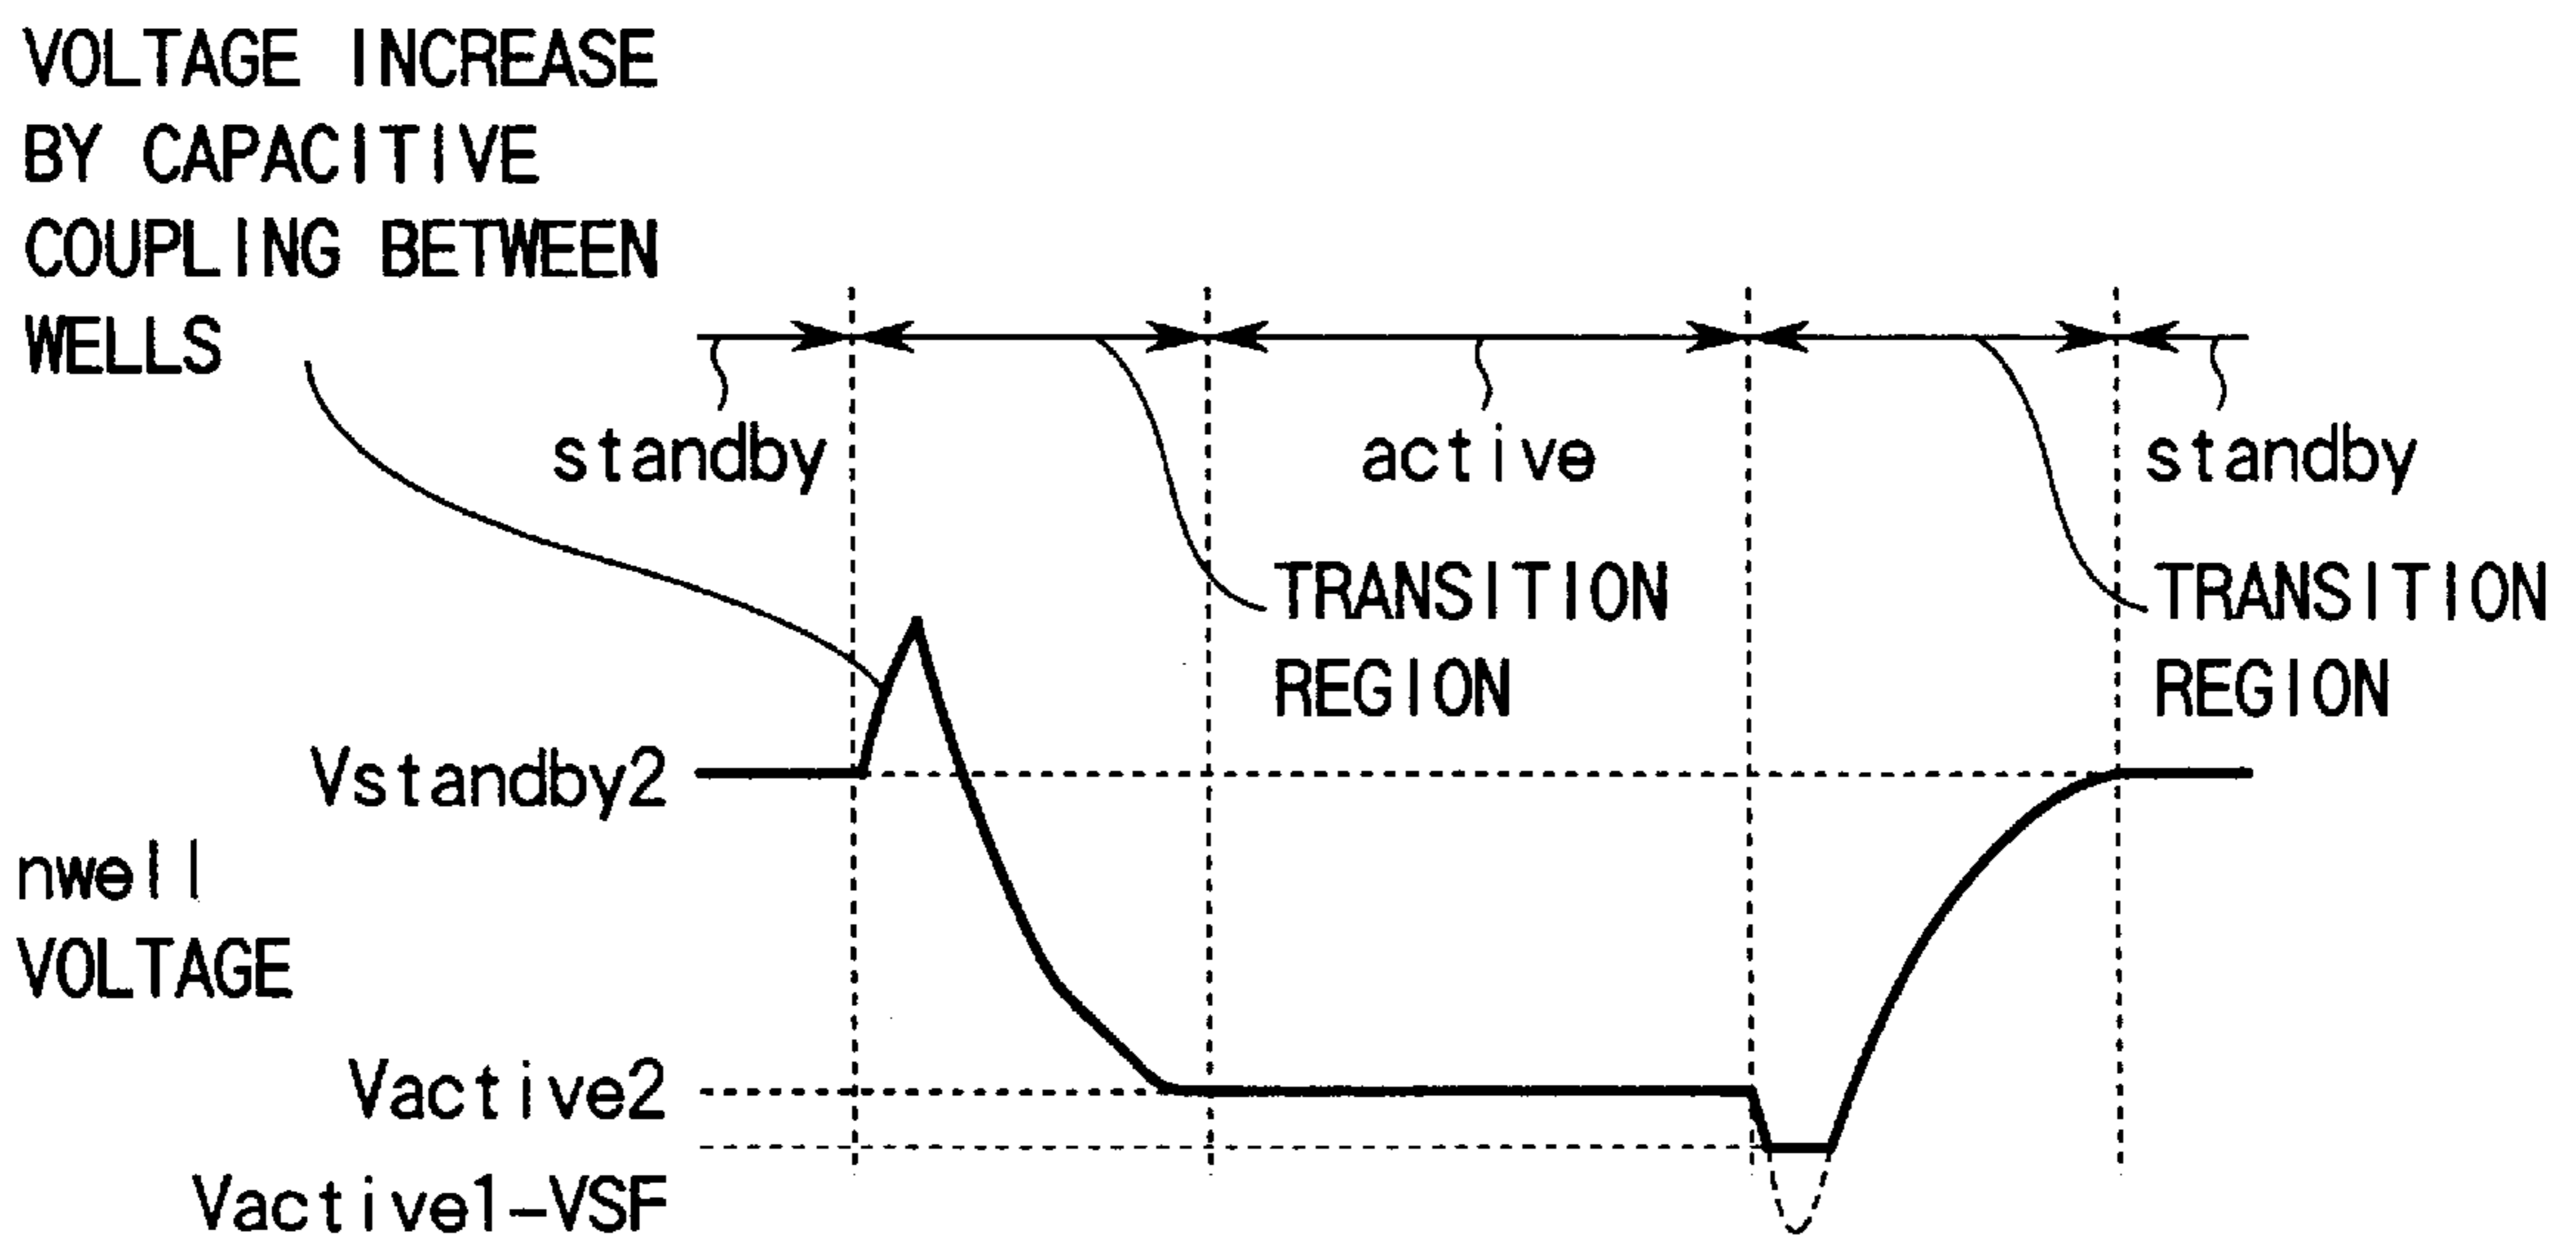 VOLTAGE INCREASE
BY CAPACITIVE
COUPLING BETWEEN
WELLS
standby
active
standby
TRANSITION
REGION
TRANSITION
REGION
Vstandby2
nwell
VOLTAGE
Vactive2
Vactive1-VSF